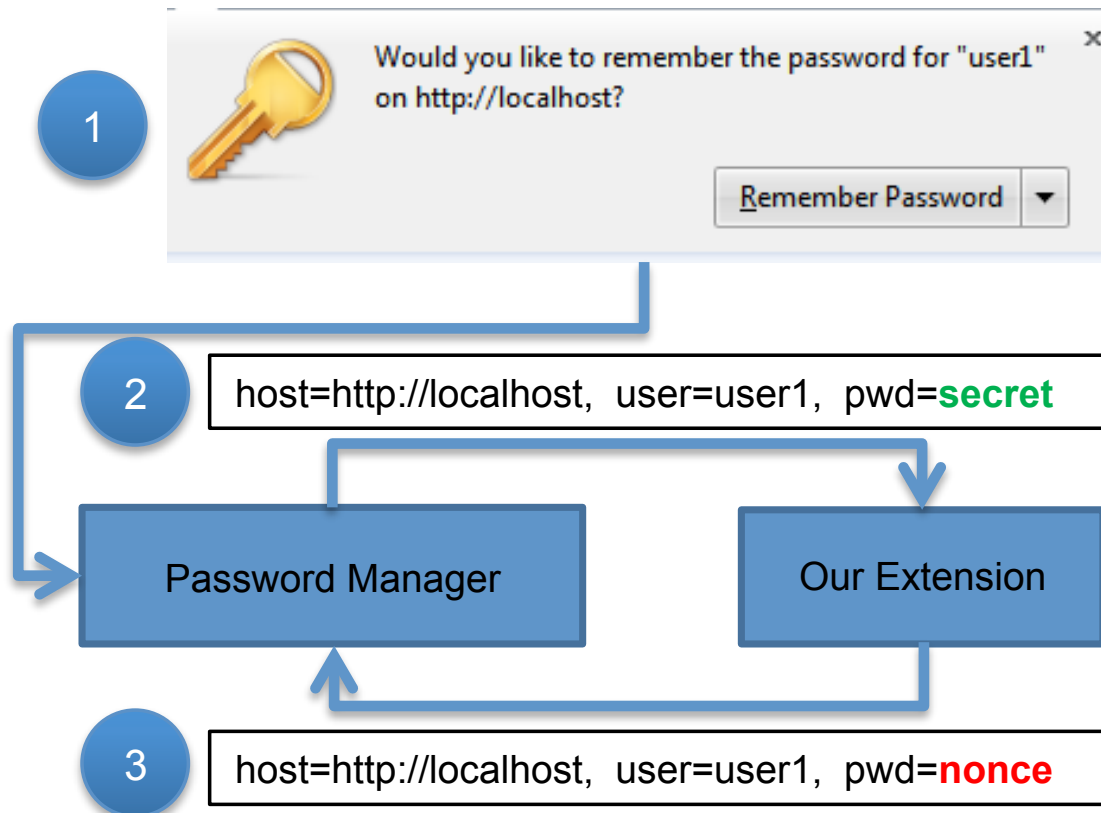 1
Would you like to remember the password for "user1"
on http://localhost?
Remember Password
2
host=http://localhost, user=user1, pwd=secret
Password Manager
Our Extension
3
host=http://localhost, user=user1, pwd=nonce